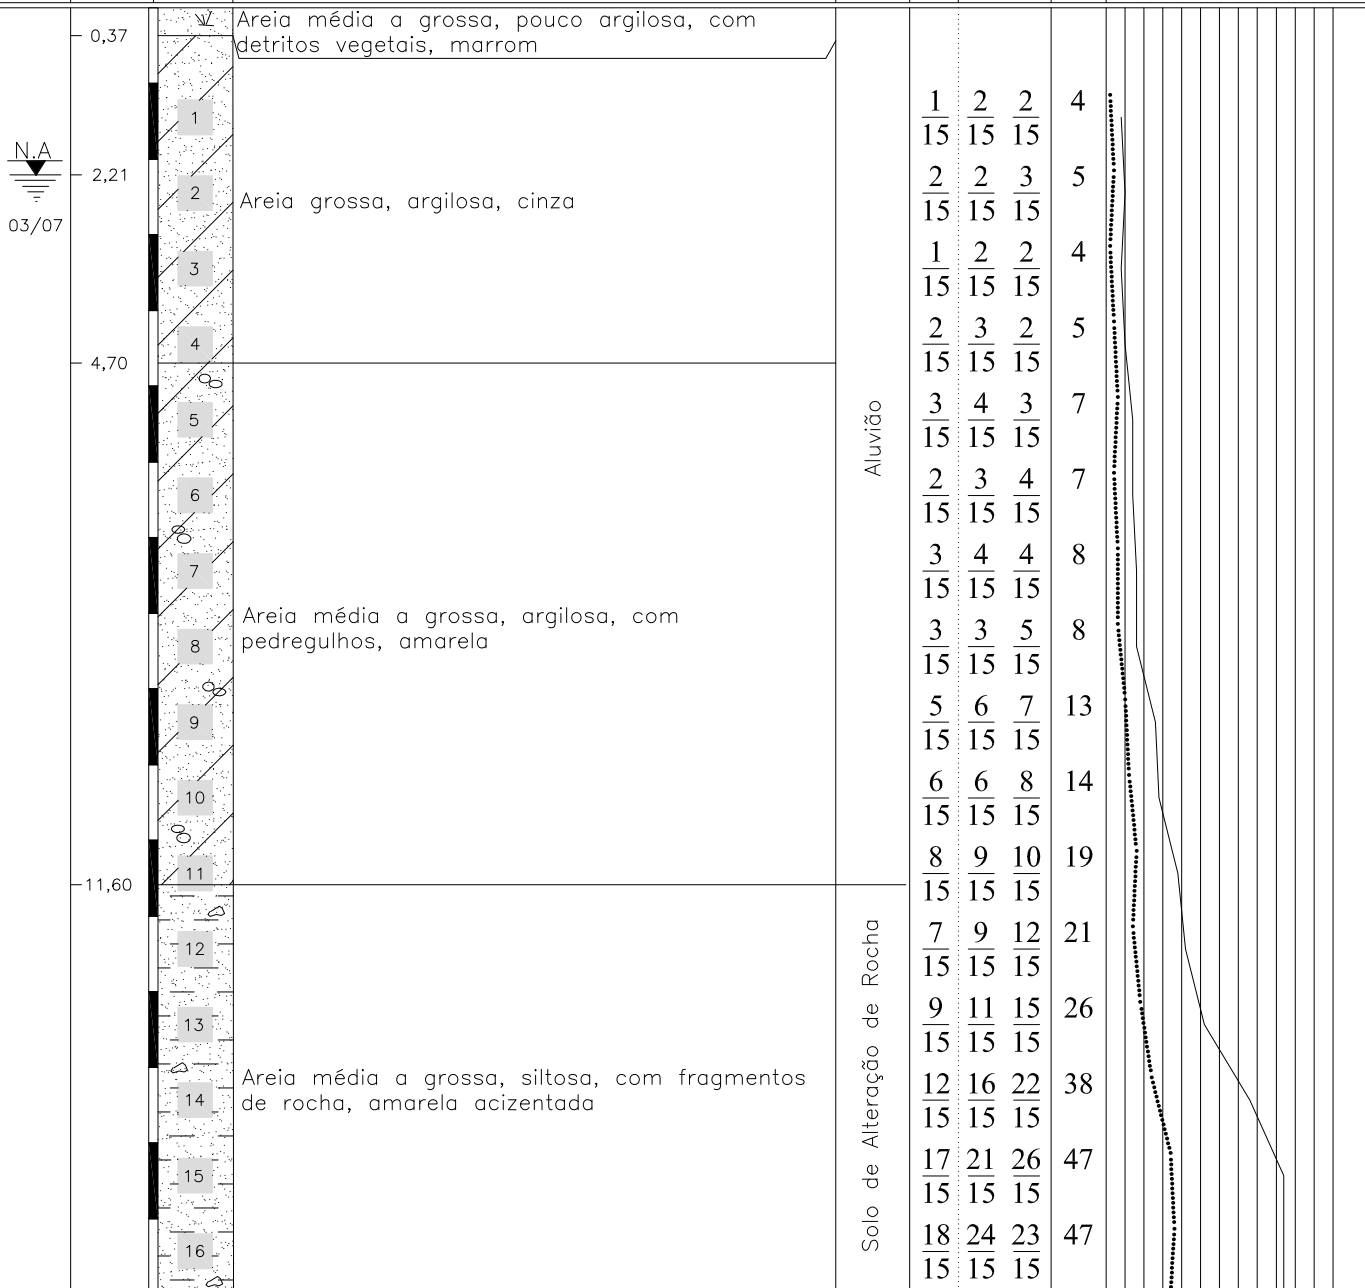 Areia média a grossa, pouco argilosa, com
detritos vegetais, marrom
0,37
1
1 2 2 4
15 15 15
N.A
2,21
03/07
2
Areia grossa, argilosa, cinza
2 2 3 5
15 15 15
3
1 2 2 4
15 15 15
4
2 3 2 5
15 15 15
4,70
5
3 4 3 7
15 15 15
Aluvião
6
2 3 4 7
15 15 15
7
3 4 4 8
15 15 15
Areia média a grossa, argilosa, com
pedregulhos, amarela
8
3 3 5 8
15 15 15
9
5 6 7 13
15 15 15
10
6 6 8 14
15 15 15
11
8 9 10 19
15 15 15
11,60
12
7 9 12 21
15 15 15
13
9 11 15 26
15 15 15
Solo de Alteração de Rocha
Areia média a grossa, siltosa, com fragmentos
de rocha, amarela acizentada
14
12 16 22 38
15 15 15
15
17 21 26 47
15 15 15
16
18 24 23 47
15 15 15